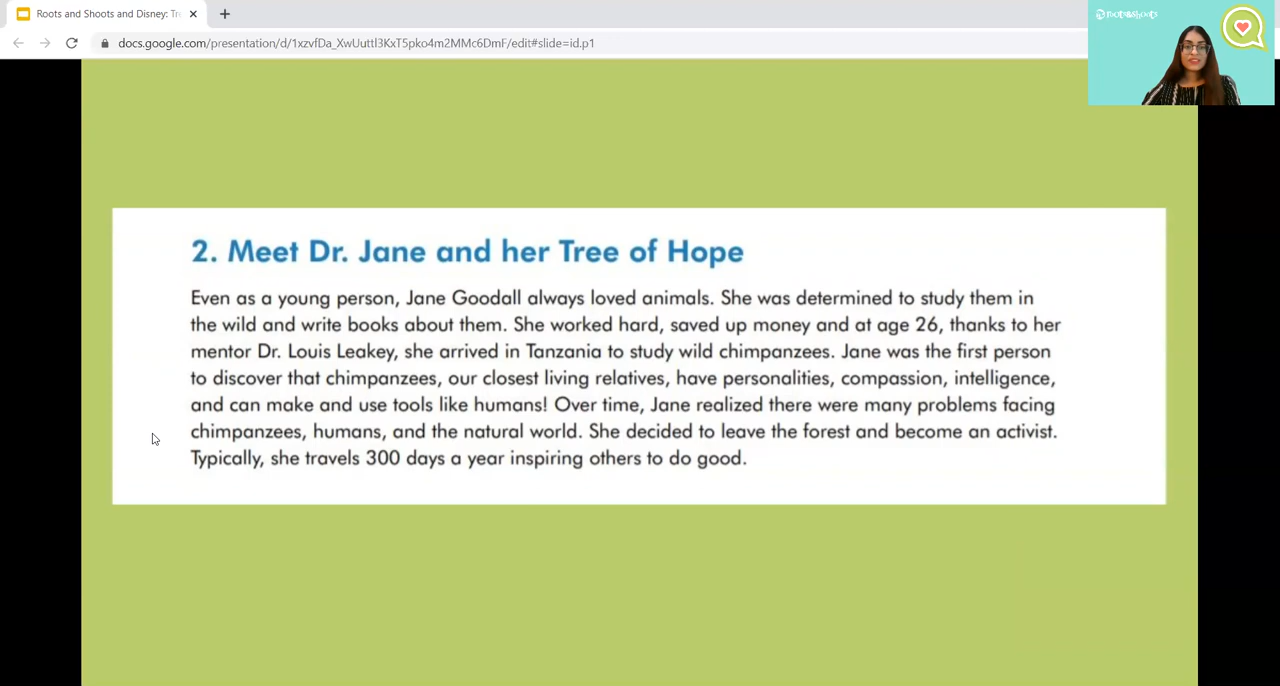 Roots and Shoots and Disney: Tr
docs.google.com/presentation/d/1xzvfDa_XwUuttl3KxT5pko4m2MMc6DmF/edit#slide=id.p1
roots&shoots
2. Meet Dr. Jane and her Tree of Hope
Even as a young person, Jane Goodall always loved animals. She was determined to study them in
the wild and write books about them. She worked hard, saved up money and at age 26, thanks to her
mentor Dr. Louis Leakey, she arrived in Tanzania to study wild chimpanzees. Jane was the first person
to discover that chimpanzees, our closest living relatives, have personalities, compassion, intelligence,
and can make and use tools like humans! Over time, Jane realized there were many problems facing
chimpanzees, humans, and the natural world. She decided to leave the forest and become an activist.
Typically, she travels 300 days a year inspiring others to do good.